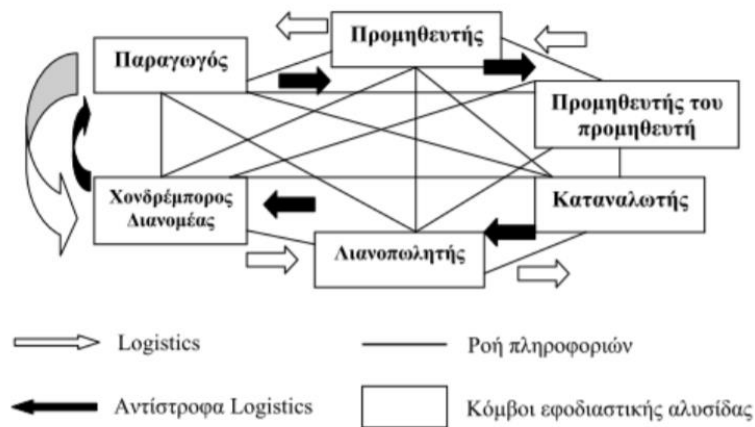 Προμηθευτής
Παραγωγός
Προμηθευτής του
προμηθευτή
Χονδρέμπορος
Διανομέας
Καταναλωτής
Λιανοπωλητής
Logistics
Ροή πληροφοριών
Αντίστροφα Logistics
Κόμβοι εφοδιαστικής αλυσίδας